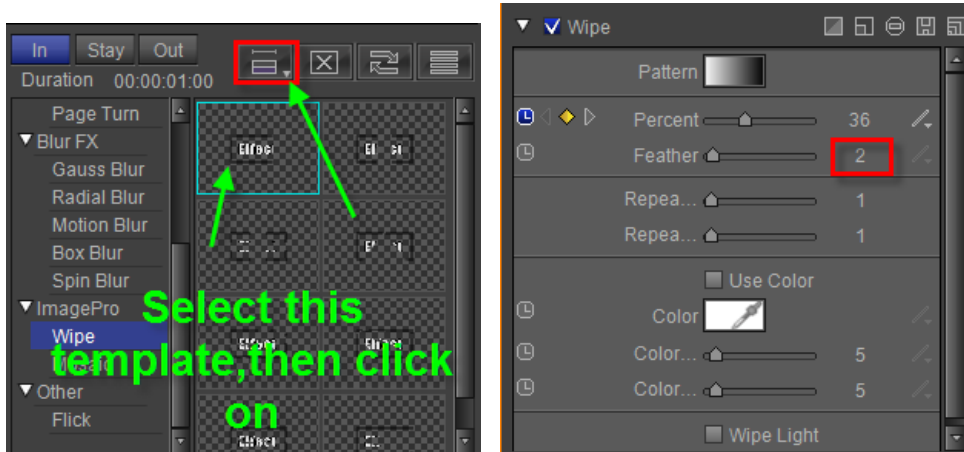 In Stay Out
Duration 00:00:01:00
Page Turn
Blur FX
Gauss Blur
Radial Blur
Motion Blur
Box Blur
Spin Blur
ImagePro
Wipe
Mosaic
Other
Flick
Effect
Select this
template,then click
on
Wipe
Pattern
Percent 36
Feather 2
Repea... 1
Repea... 1
Use Color
Color
Color... 5
Color... 5
Wipe Light